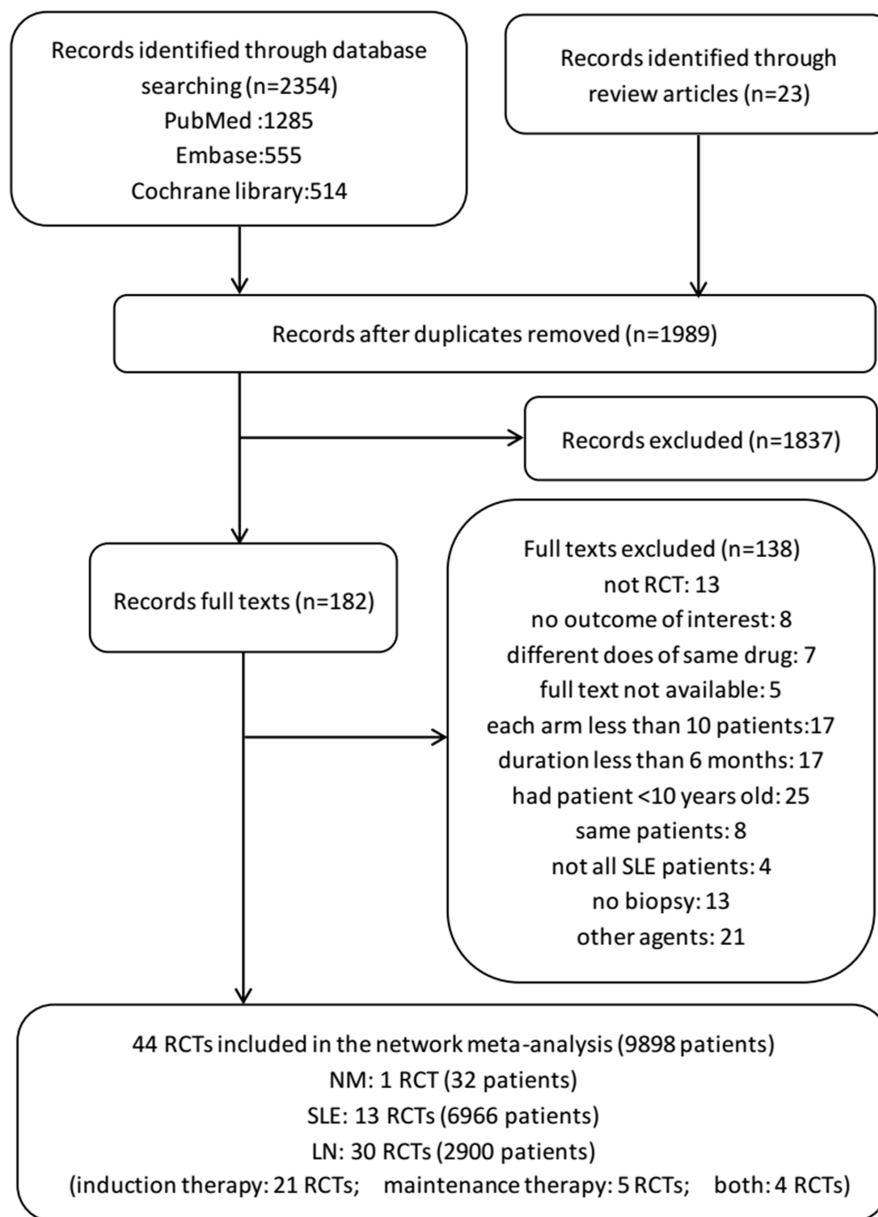 Records identified through database
searching (n=2354)
PubMed :1285
Embase:555
Cochrane library:514
Records identified through
review articles (n=23)
Records after duplicates removed (n=1989)
Records excluded (n=1837)
Records full texts (n=182)
Full texts excluded (n=138)
not RCT: 13
no outcome of interest: 8
different does of same drug: 7
full text not available: 5
each arm less than 10 patients:17
duration less than 6 months: 17
had patient <10 years old: 25
same patients: 8
not all SLE patients: 4
no biopsy: 13
other agents: 21
44 RCTs included in the network meta-analysis (9898 patients)
NM: 1 RCT (32 patients)
SLE: 13 RCTs (6966 patients)
LN: 30 RCTs (2900 patients)
(induction therapy: 21 RCTs; maintenance therapy: 5 RCTs; both: 4 RCTs)